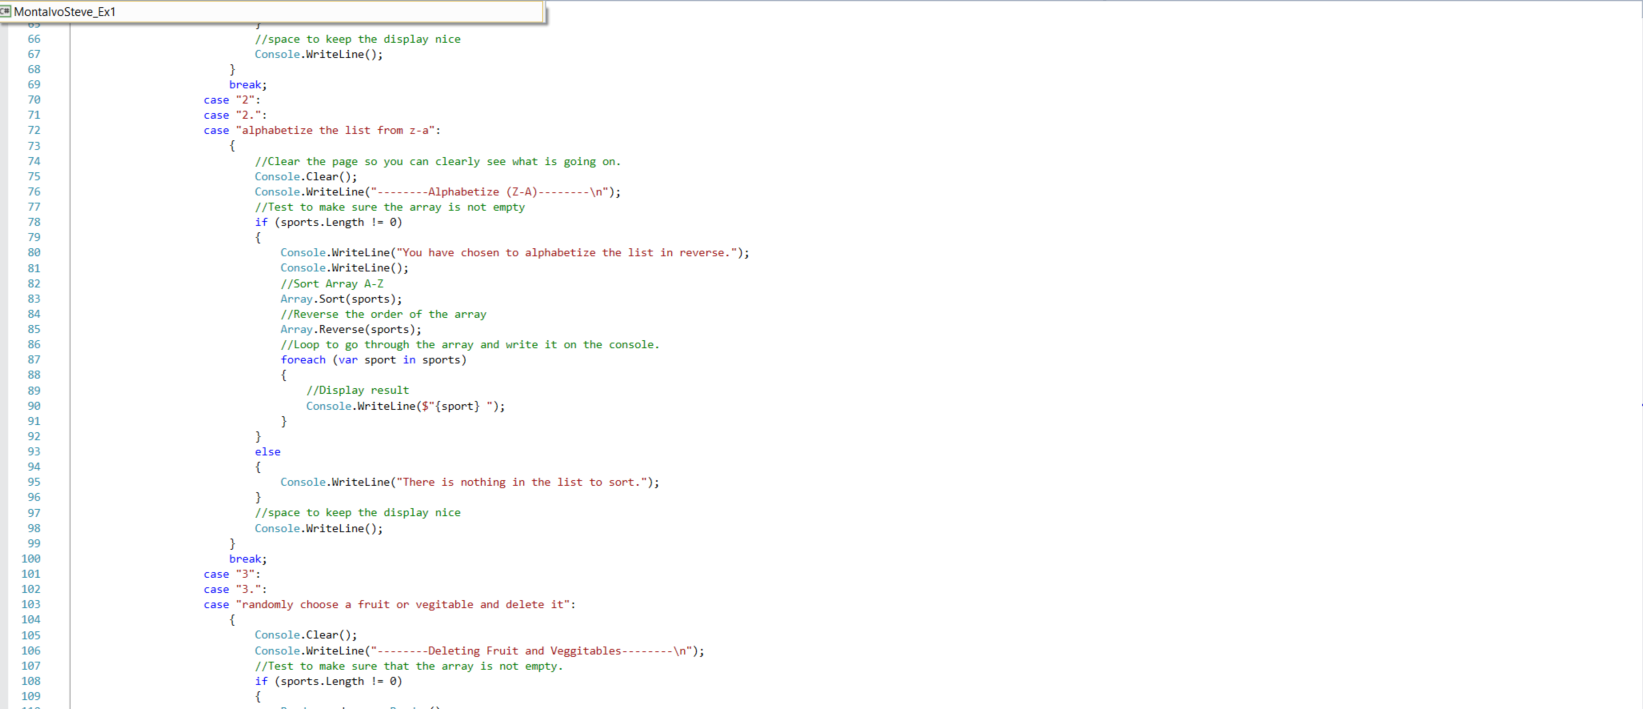 C# MontalvoSteve_Ex1
65 }
66 //space to keep the display nice
67 Console.WriteLine();
68 }
69 break;
70 case "2":
71 case "2.":
72 case "alphabetize the list from z-a":
73 {
74 //Clear the page so you can clearly see what is going on.
75 Console.Clear();
76 Console.WriteLine("--------Alphabetize (Z-A)--------\n");
77 //Test to make sure the array is not empty
78 if (sports.Length != 0)
79 {
80 Console.WriteLine("You have chosen to alphabetize the list in reverse.");
81 Console.WriteLine();
82 //Sort Array A-Z
83 Array.Sort(sports);
84 //Reverse the order of the array
85 Array.Reverse(sports);
86 //Loop to go through the array and write it on the console.
87 foreach (var sport in sports)
88 {
89 //Display result
90 Console.WriteLine($"{sport} ");
91 }
92 }
93 else
94 {
95 Console.WriteLine("There is nothing in the list to sort.");
96 }
97 //space to keep the display nice
98 Console.WriteLine();
99 }
100 break;
101 case "3":
102 case "3.":
103 case "randomly choose a fruit or vegitable and delete it":
104 {
105 Console.Clear();
106 Console.WriteLine("--------Deleting Fruit and Veggitables--------\n");
107 //Test to make sure that the array is not empty.
108 if (sports.Length != 0)
109 {